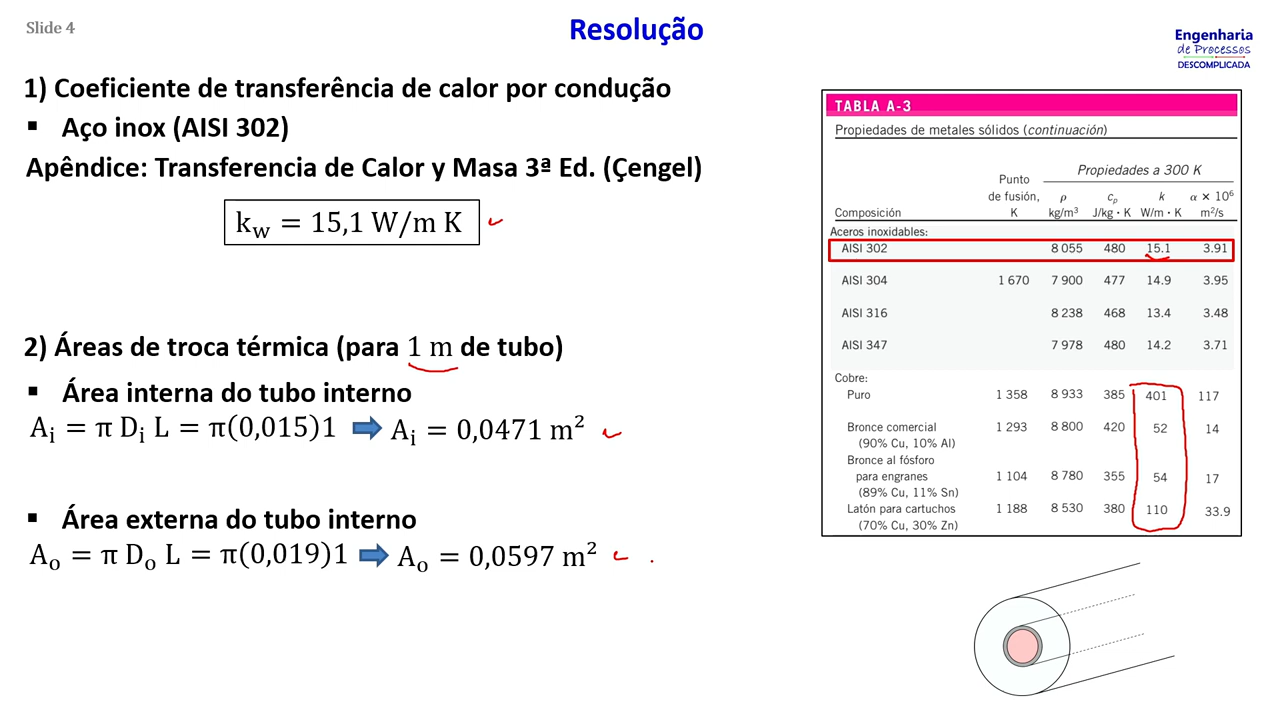 Slide 4
Resolução
Engenharia
de Processos
DESCOMPLICADA
1) Coeficiente de transferência de calor por condução
▪ Aço inox (AISI 302)
Apêndice: Transferencia de Calor y Masa 3ª Ed. (Çengel)
k_w = 15,1 W/m K
2) Áreas de troca térmica (para 1 m de tubo)
▪ Área interna do tubo interno
A_i = π D_i L = π(0,015)1 ➡ A_i = 0,0471 m²
▪ Área externa do tubo interno
A_o = π D_o L = π(0,019)1 ➡ A_o = 0,0597 m²
TABLA A-3
Propiedades de metales sólidos (continuación)
Propiedades a 300 K
Punto
de fusión, ρ c_p k α × 10⁶
Composición K kg/m³ J/kg · K W/m · K m²/s
Aceros inoxidables:
AISI 302 8 055 480 15.1 3.91
AISI 304 1 670 7 900 477 14.9 3.95
AISI 316 8 238 468 13.4 3.48
AISI 347 7 978 480 14.2 3.71
Cobre:
Puro 1 358 8 933 385 401 117
Bronce comercial 1 293 8 800 420 52 14
(90% Cu, 10% Al)
Bronce al fósforo
para engranes 1 104 8 780 355 54 17
(89% Cu, 11% Sn)
Latón para cartuchos 1 188 8 530 380 110 33.9
(70% Cu, 30% Zn)